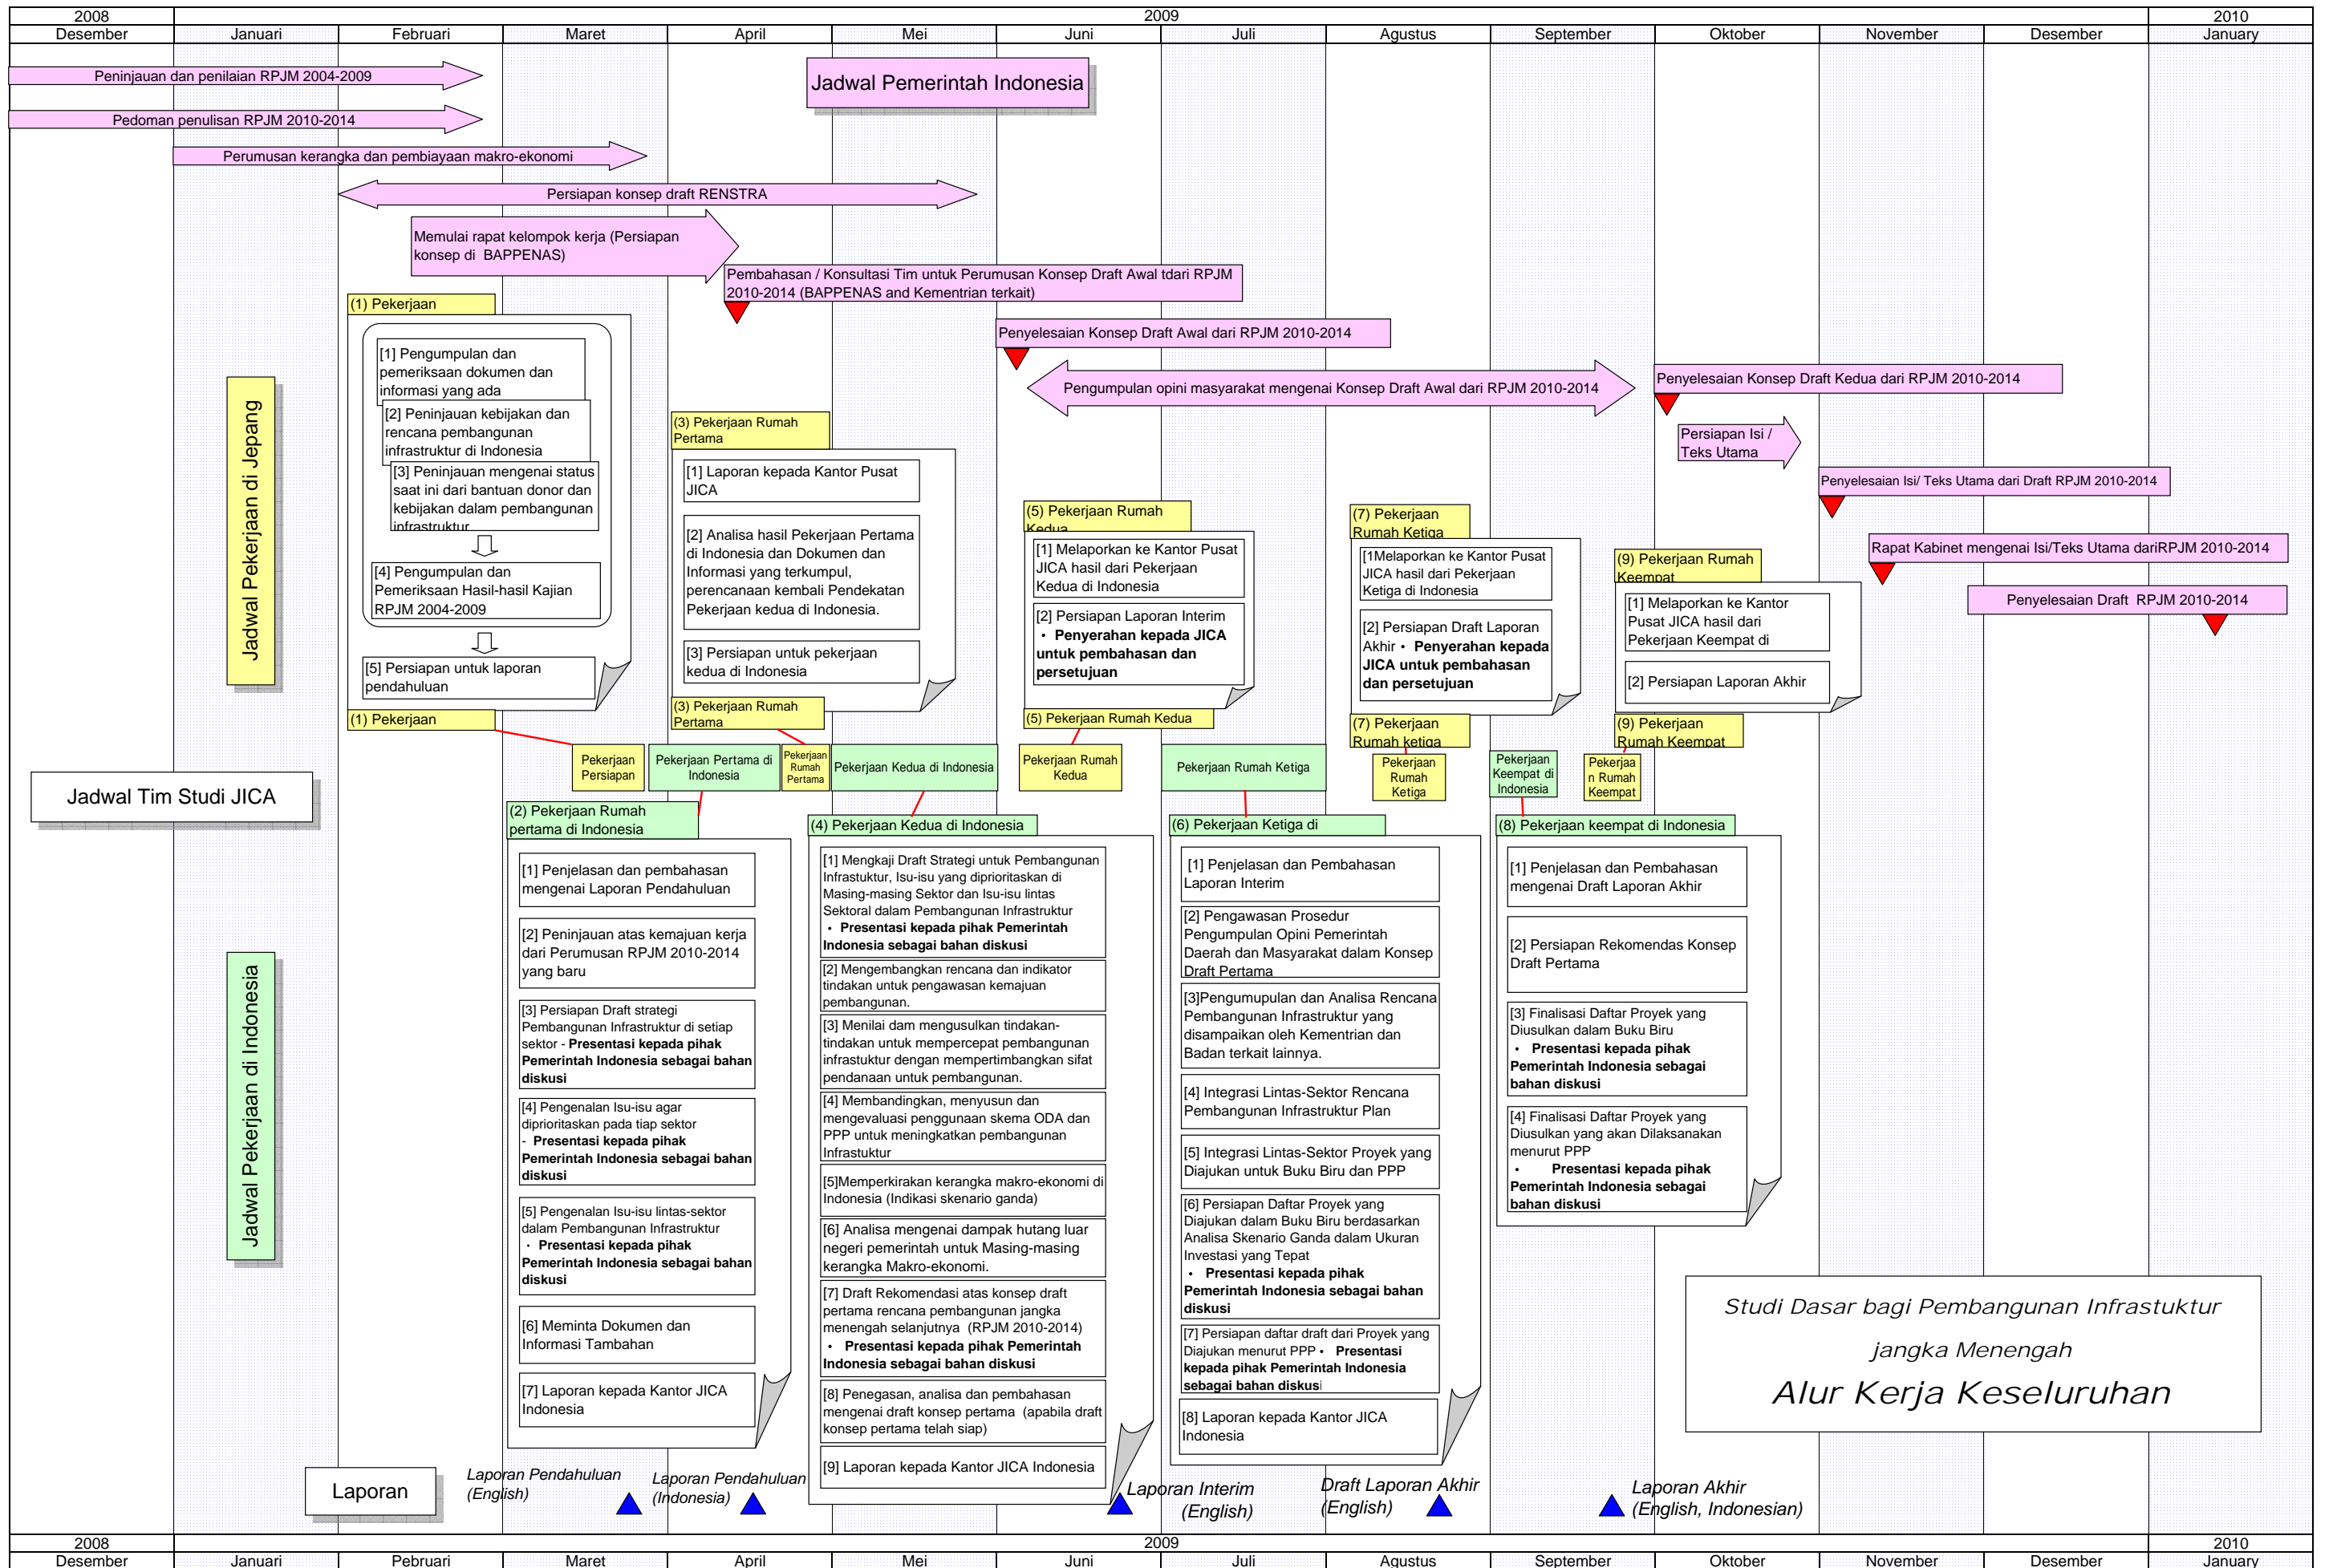 2008
2009
2010
Desember
Januari
Februari
Maret
April
Mei
Juni
Juli
Agustus
September
Oktober
November
Desember
January
Jadwal Pemerintah Indonesia
Peninjauan dan penilaian RPJM 2004-2009
Pedoman penulisan RPJM 2010-2014
Perumusan kerangka dan pembiayaan makro-ekonomi
Persiapan konsep draft RENSTRA
Memulai rapat kelompok kerja (Persiapan
konsep di BAPPENAS)
Pembahasan / Konsultasi Tim untuk Perumusan Konsep Draft Awal tdari RPJM
2010-2014 (BAPPENAS and Kementrian terkait)
Penyelesaian Konsep Draft Awal dari RPJM 2010-2014
Pengumpulan opini masyarakat mengenai Konsep Draft Awal dari RPJM 2010-2014
Penyelesaian Konsep Draft Kedua dari RPJM 2010-2014
Persiapan Isi /
Teks Utama
Penyelesaian Isi/ Teks Utama dari Draft RPJM 2010-2014
Rapat Kabinet mengenai Isi/Teks Utama dariRPJM 2010-2014
Penyelesaian Draft RPJM 2010-2014
Jadwal Pekerjaan di Jepang
(1) Pekerjaan
[1] Pengumpulan dan
pemeriksaan dokumen dan
informasi yang ada
[2] Peninjauan kebijakan dan
rencana pembangunan
infrastruktur di Indonesia
[3] Peninjauan mengenai status
saat ini dari bantuan donor dan
kebijakan dalam pembangunan
infrastruktur
[4] Pengumpulan dan
Pemeriksaan Hasil-hasil Kajian
RPJM 2004-2009
[5] Persiapan untuk laporan
pendahuluan
(1) Pekerjaan
(3) Pekerjaan Rumah
Pertama
[1] Laporan kepada Kantor Pusat
JICA
[2] Analisa hasil Pekerjaan Pertama
di Indonesia dan Dokumen dan
Informasi yang terkumpul,
perencanaan kembali Pendekatan
Pekerjaan kedua di Indonesia.
[3] Persiapan untuk pekerjaan
kedua di Indonesia
(3) Pekerjaan Rumah
Pertama
(5) Pekerjaan Rumah
Kedua
[1] Melaporkan ke Kantor Pusat
JICA hasil dari Pekerjaan
Kedua di Indonesia
[2] Persiapan Laporan Interim
・ Penyerahan kepada JICA
untuk pembahasan dan
persetujuan
(5) Pekerjaan Rumah Kedua
(7) Pekerjaan
Rumah Ketiga
[1Melaporkan ke Kantor Pusat
JICA hasil dari Pekerjaan
Ketiga di Indonesia
[2] Persiapan Draft Laporan
Akhir・ Penyerahan kepada
JICA untuk pembahasan
dan persetujuan
(7) Pekerjaan
Rumah ketiga
(9) Pekerjaan Rumah
Keempat
[1] Melaporkan ke Kantor
Pusat JICA hasil dari
Pekerjaan Keempat di
[2] Persiapan Laporan Akhir
(9) Pekerjaan
Rumah Keempat
Jadwal Tim Studi JICA
Pekerjaan
Persiapan
Pekerjaan Pertama di
Indonesia
Pekerjaan
Rumah
Pertama
Pekerjaan Kedua di Indonesia
Pekerjaan Rumah
Kedua
Pekerjaan Rumah Ketiga
Pekerjaan
Rumah
Ketiga
Pekerjaan
Keempat di
Indonesia
Pekerjaa
n Rumah
Keempat
Jadwal Pekerjaan di Indonesia
(2) Pekerjaan Rumah
pertama di Indonesia
[1] Penjelasan dan pembahasan
mengenai Laporan Pendahuluan
[2] Peninjauan atas kemajuan kerja
dari Perumusan RPJM 2010-2014
yang baru
[3] Persiapan Draft strategi
Pembangunan Infrastruktur di setiap
sektor - Presentasi kepada pihak
Pemerintah Indonesia sebagai bahan
diskusi
[4] Pengenalan Isu-isu agar
diprioritaskan pada tiap sektor
- Presentasi kepada pihak
Pemerintah Indonesia sebagai bahan
diskusi
[5] Pengenalan Isu-isu lintas-sektor
dalam Pembangunan Infrastruktur
・ Presentasi kepada pihak
Pemerintah Indonesia sebagai bahan
diskusi
[6] Meminta Dokumen dan
Informasi Tambahan
[7] Laporan kepada Kantor JICA
Indonesia
(4) Pekerjaan Kedua di Indonesia
[1] Mengkaji Draft Strategi untuk Pembangunan
Infrastuktur, Isu-isu yang diprioritaskan di
Masing-masing Sektor dan Isu-isu lintas
Sektoral dalam Pembangunan Infrastruktur
・ Presentasi kepada pihak Pemerintah
Indonesia sebagai bahan diskusi
[2] Mengembangkan rencana dan indikator
tindakan untuk pengawasan kemajuan
pembangunan.
[3] Menilai dam mengusulkan tindakan-
tindakan untuk mempercepat pembangunan
infrastuktur dengan mempertimbangkan sifat
pendanaan untuk pembangunan.
[4] Membandingkan, menyusun dan
mengevaluasi penggunaan skema ODA dan
PPP untuk meningkatkan pembangunan
Infrastuktur
[5]Memperkirakan kerangka makro-ekonomi di
Indonesia (Indikasi skenario ganda)
[6] Analisa mengenai dampak hutang luar
negeri pemerintah untuk Masing-masing
kerangka Makro-ekonomi.
[7] Draft Rekomendasi atas konsep draft
pertama rencana pembangunan jangka
menengah selanjutnya (RPJM 2010-2014)
・ Presentasi kepada pihak Pemerintah
Indonesia sebagai bahan diskusi
[8] Penegasan, analisa dan pembahasan
mengenai draft konsep pertama (apabila draft
konsep pertama telah siap)
[9] Laporan kepada Kantor JICA Indonesia
(6) Pekerjaan Ketiga di
[1] Penjelasan dan Pembahasan
Laporan Interim
[2] Pengawasan Prosedur
Pengumpulan Opini Pemerintah
Daerah dan Masyarakat dalam Konsep
Draft Pertama
[3]Pengumupulan dan Analisa Rencana
Pembangunan Infrastruktur yang
disampaikan oleh Kementrian dan
Badan terkait lainnya.
[4] Integrasi Lintas-Sektor Rencana
Pembangunan Infrastruktur Plan
[5] Integrasi Lintas-Sektor Proyek yang
Diajukan untuk Buku Biru dan PPP
[6] Persiapan Daftar Proyek yang
Diajukan dalam Buku Biru berdasarkan
Analisa Skenario Ganda dalam Ukuran
Investasi yang Tepat
・ Presentasi kepada pihak
Pemerintah Indonesia sebagai bahan
diskusi
[7] Persiapan daftar draft dari Proyek yang
Diajukan menurut PPP・ Presentasi
kepada pihak Pemerintah Indonesia
sebagai bahan diskusi
[8] Laporan kepada Kantor JICA
Indonesia
(8) Pekerjaan keempat di Indonesia
[1] Penjelasan dan Pembahasan
mengenai Draft Laporan Akhir
[2] Persiapan Rekomendas Konsep
Draft Pertama
[3] Finalisasi Daftar Proyek yang
Diusulkan dalam Buku Biru
・ Presentasi kepada pihak
Pemerintah Indonesia sebagai
bahan diskusi
[4] Finalisasi Daftar Proyek yang
Diusulkan yang akan Dilaksanakan
menurut PPP
・ Presentasi kepada pihak
Pemerintah Indonesia sebagai
bahan diskusi
Studi Dasar bagi Pembangunan Infrastuktur
jangka Menengah
Alur Kerja Keseluruhan
Laporan
Laporan Pendahuluan
(English)
Laporan Pendahuluan
(Indonesia)
Laporan Interim
(English)
Draft Laporan Akhir
(English)
Laporan Akhir
(English, Indonesian)
2008
2009
2010
Desember
Januari
Pebruari
Maret
April
Mei
Juni
Juli
Agustus
September
Oktober
November
Desember
January